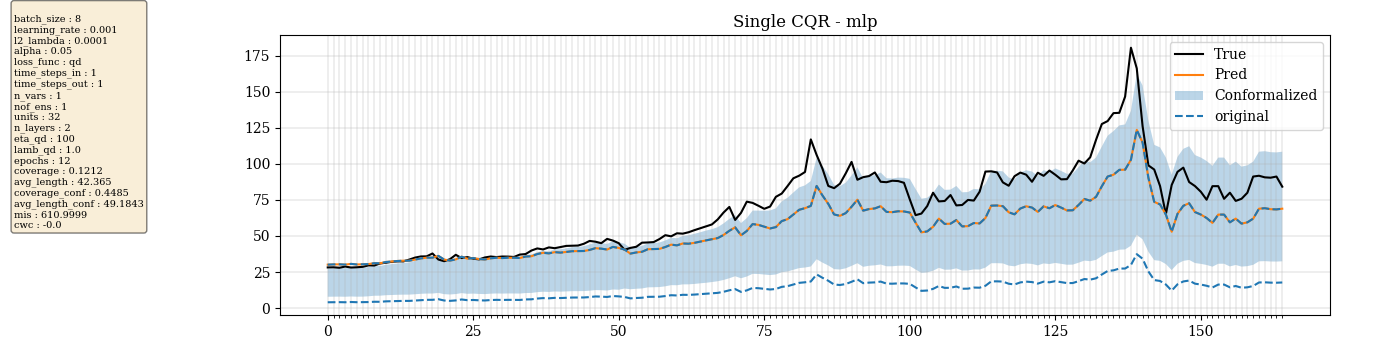 batch_size : 8
learning_rate : 0.001
l2_lambda : 0.0001
alpha : 0.05
loss_func : qd
time_steps_in : 1
time_steps_out : 1
n_vars : 1
nof_ens : 1
units : 32
n_layers : 2
eta_qd : 100
lamb_qd : 1.0
epochs : 12
coverage : 0.1212
avg_length : 42.365
coverage_conf : 0.4485
avg_length_conf : 49.1843
mis : 610.9999
cwc : -0.0
Single CQR - mlp
175
150
125
100
75
50
25
0
True
Pred
Conformalized
original
0 25 50 75 100 125 150